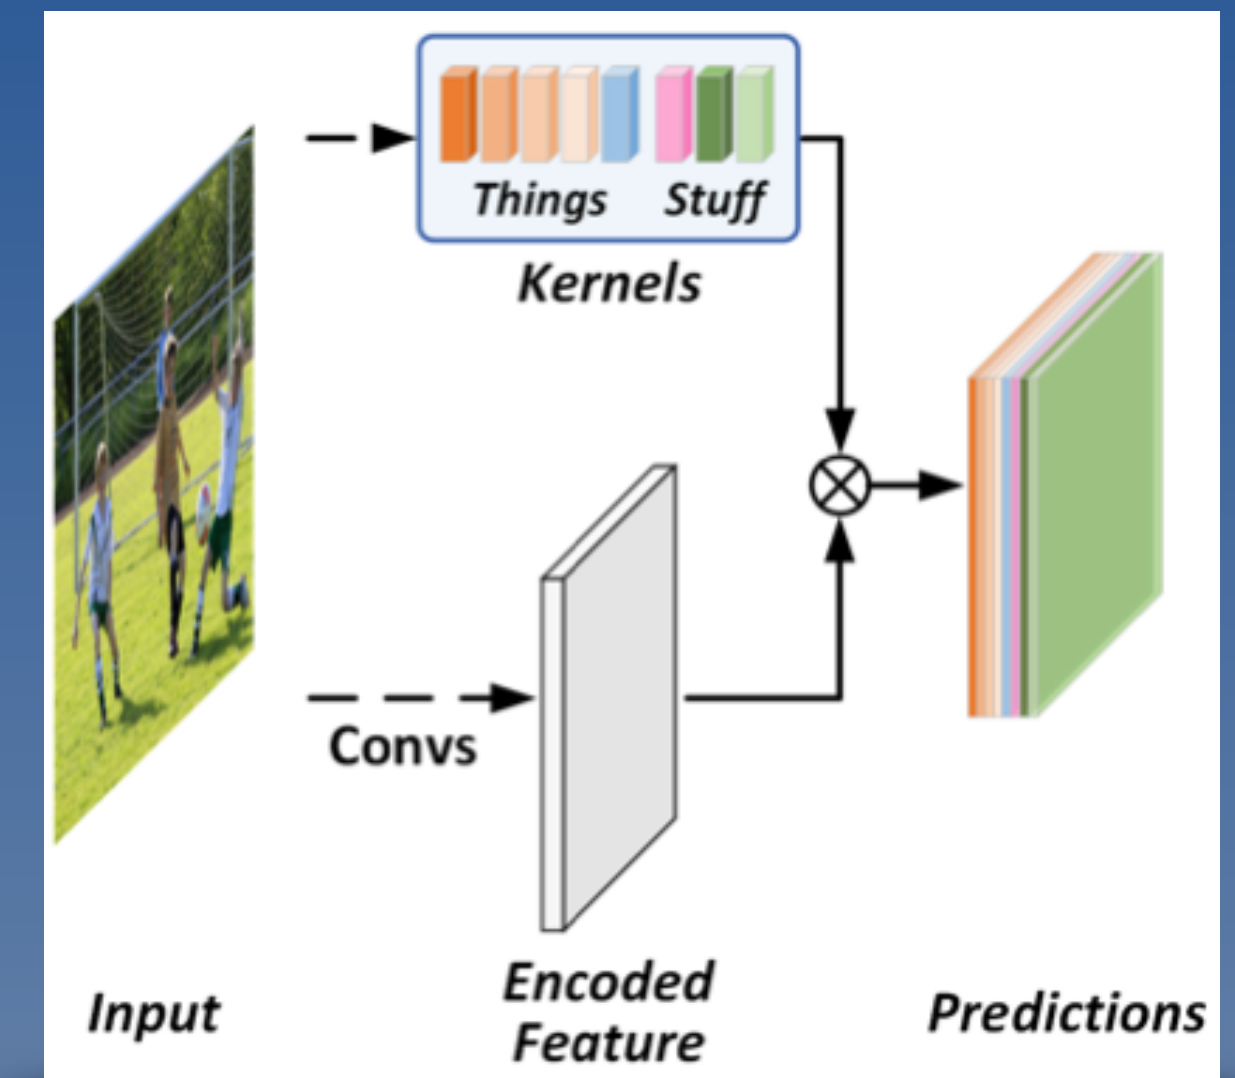 Things Stuff
Kernels
Convs
Encoded
Feature
Input
Predictions